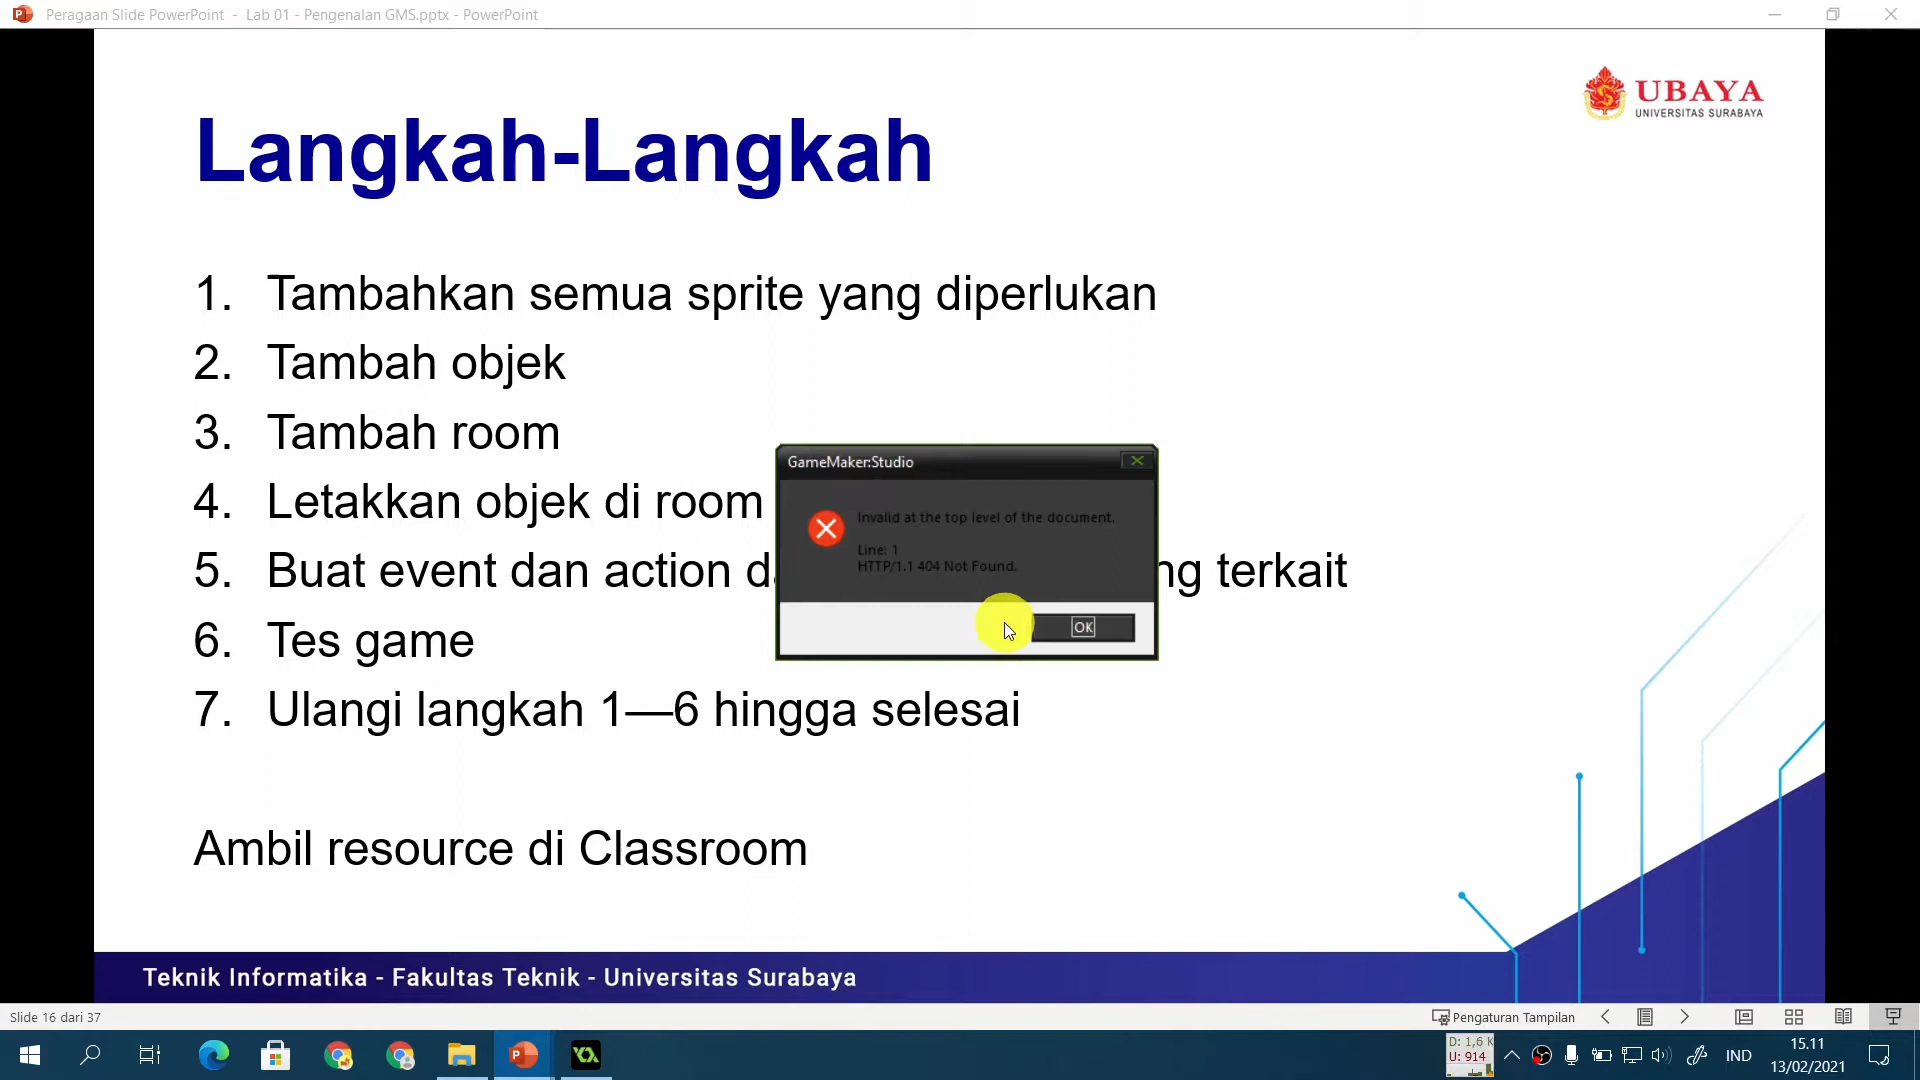 Peragaan Slide PowerPoint - Lab 01 - Pengenalan GMS.pptx - PowerPoint
UBAYA
UNIVERSITAS SURABAYA
Langkah-Langkah
1. Tambahkan semua sprite yang diperlukan
2. Tambah objek
3. Tambah room
4. Letakkan objek di room
5. Buat event dan action
ng terkait
6. Tes game
7. Ulangi langkah 1—6 hingga selesai
GameMaker:Studio
Invalid at the top level of the document.
Line: 1
HTTP/1.1 404 Not Found.
OK
Ambil resource di Classroom
Teknik Informatika - Fakultas Teknik - Universitas Surabaya
Slide 16 dari 37
Pengaturan Tampilan
D: 1,6 K
U: 914
IND
15.11
13/02/2021